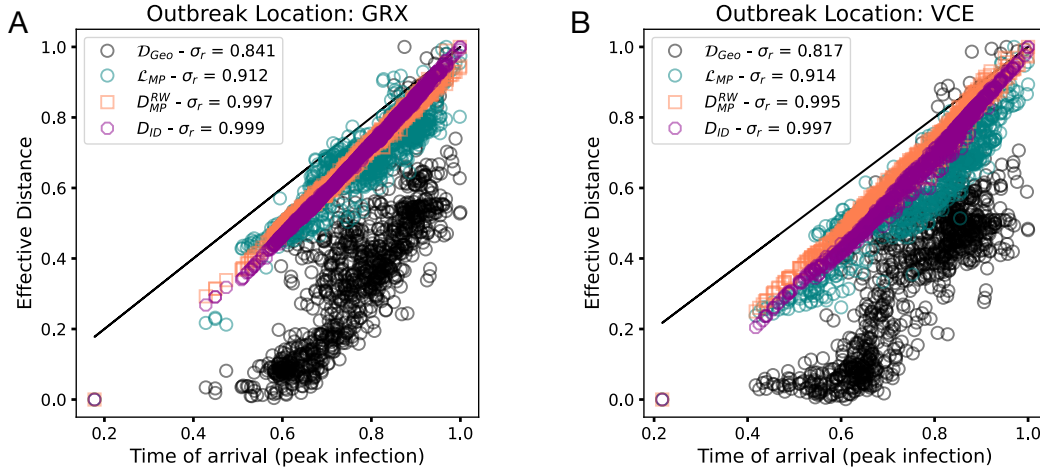 A
Outbreak Location: GRX
𝒟Geo - σr = 0.841
ℒMP - σr = 0.912
D^RW_MP - σr = 0.997
D_ID - σr = 0.999
Effective Distance
1.0
0.8
0.6
0.4
0.2
0.0
0.2 0.4 0.6 0.8 1.0
Time of arrival (peak infection)
B
Outbreak Location: VCE
𝒟Geo - σr = 0.817
ℒMP - σr = 0.914
D^RW_MP - σr = 0.995
D_ID - σr = 0.997
Effective Distance
1.0
0.8
0.6
0.4
0.2
0.0
0.2 0.4 0.6 0.8 1.0
Time of arrival (peak infection)